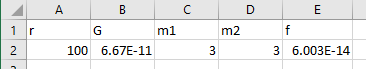 A B C D E
1 r G m1 m2 f
2 100 6.67E-11 3 3 6.003E-14